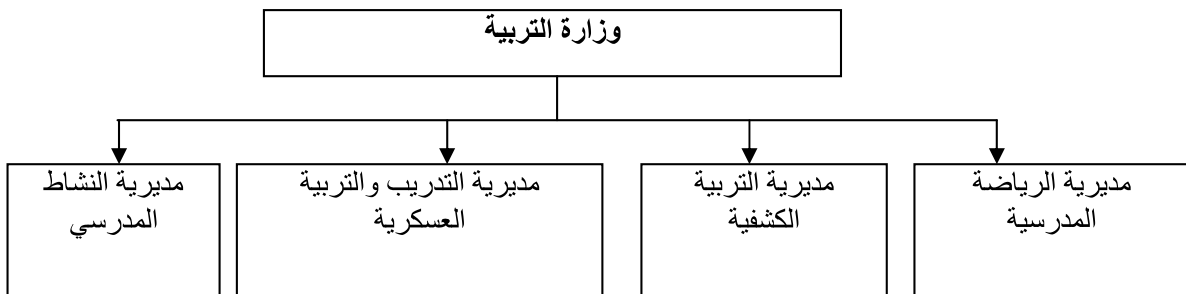 وزارة التربية
مديرية الرياضة
المدرسية
مديرية التربية
الكشفية
مديرية التدريب والتربية
العسكرية
مديرية النشاط
المدرسي